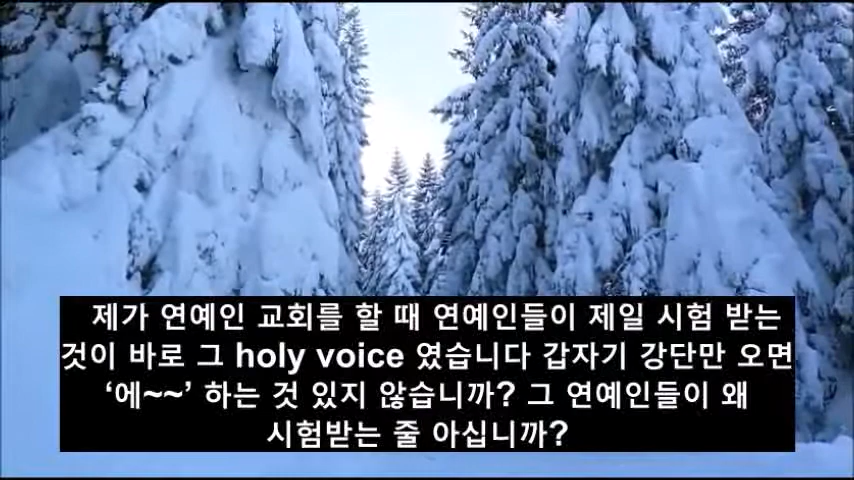 제가 연예인 교회를 할 때 연예인들이 제일 시험 받는
것이 바로 그 holy voice 였습니다 갑자기 강단만 오면
‘에~~’ 하는 것 있지 않습니까? 그 연예인들이 왜
시험받는 줄 아십니까?